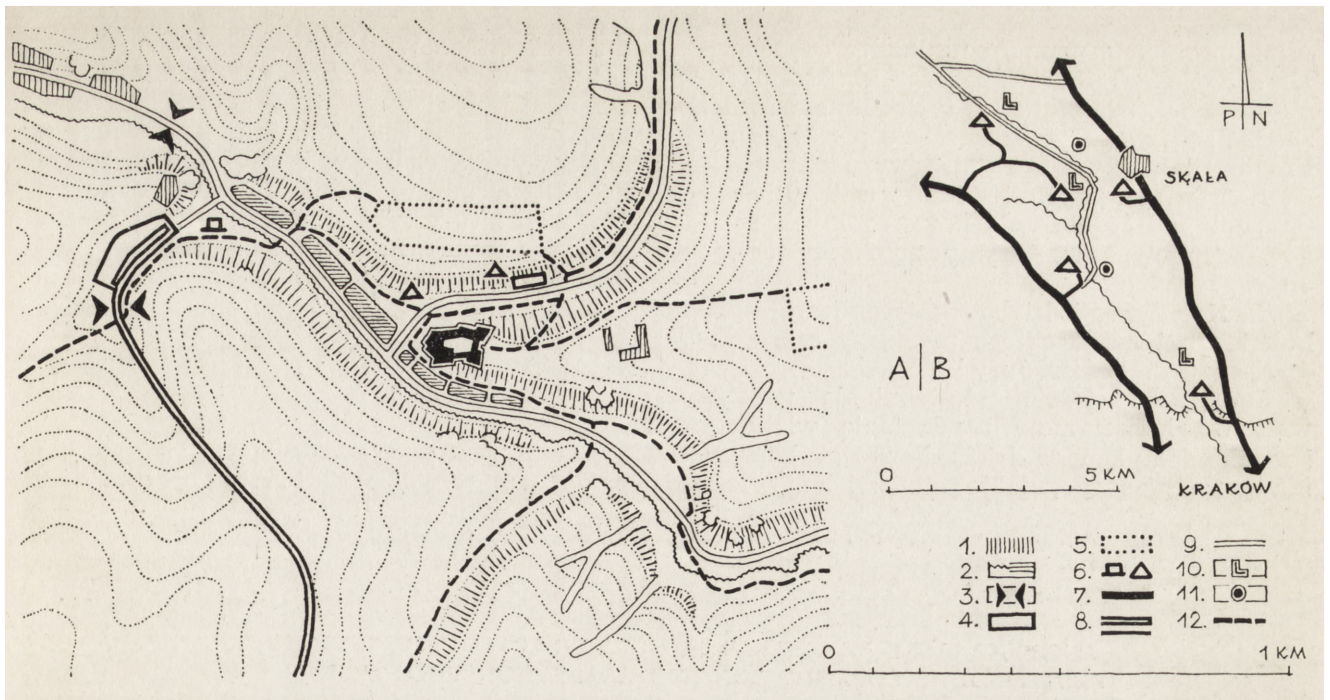 P N
SKAŁA
A B
0 5 KM
KRAKÓW
1. 5. 9.
2. 6. 10.
3. 7. 11.
4. 8. 12.
0 1 KM